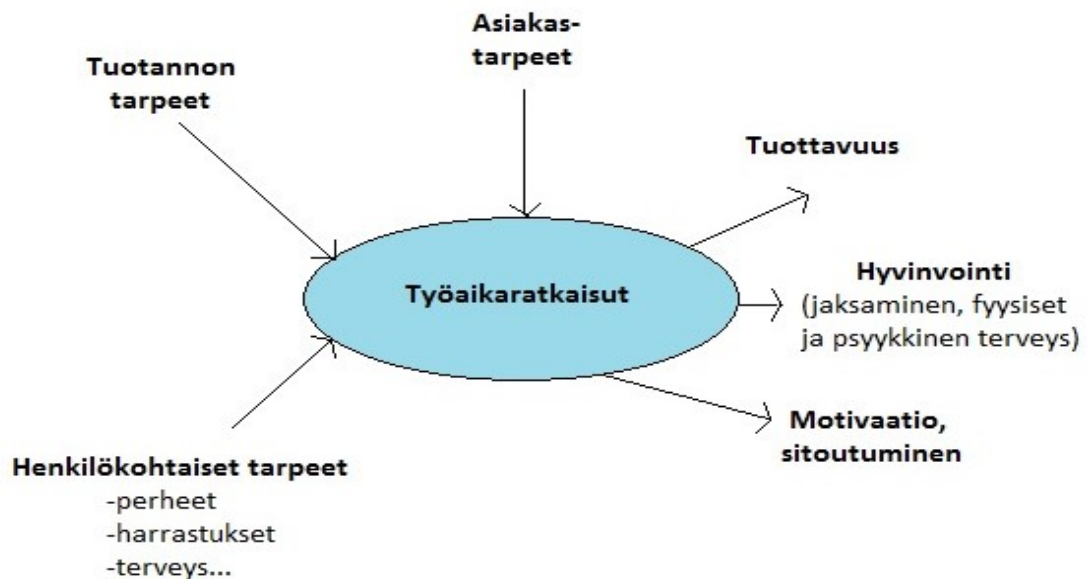 Asiakas-
tarpeet
Tuotannon
tarpeet
Tuottavuus
Työaikaratkaisut
Hyvinvointi
(jaksaminen, fyysiset
ja psyykkinen terveys)
Motivaatio,
sitoutuminen
Henkilökohtaiset tarpeet
-perheet
-harrastukset
-terveys...